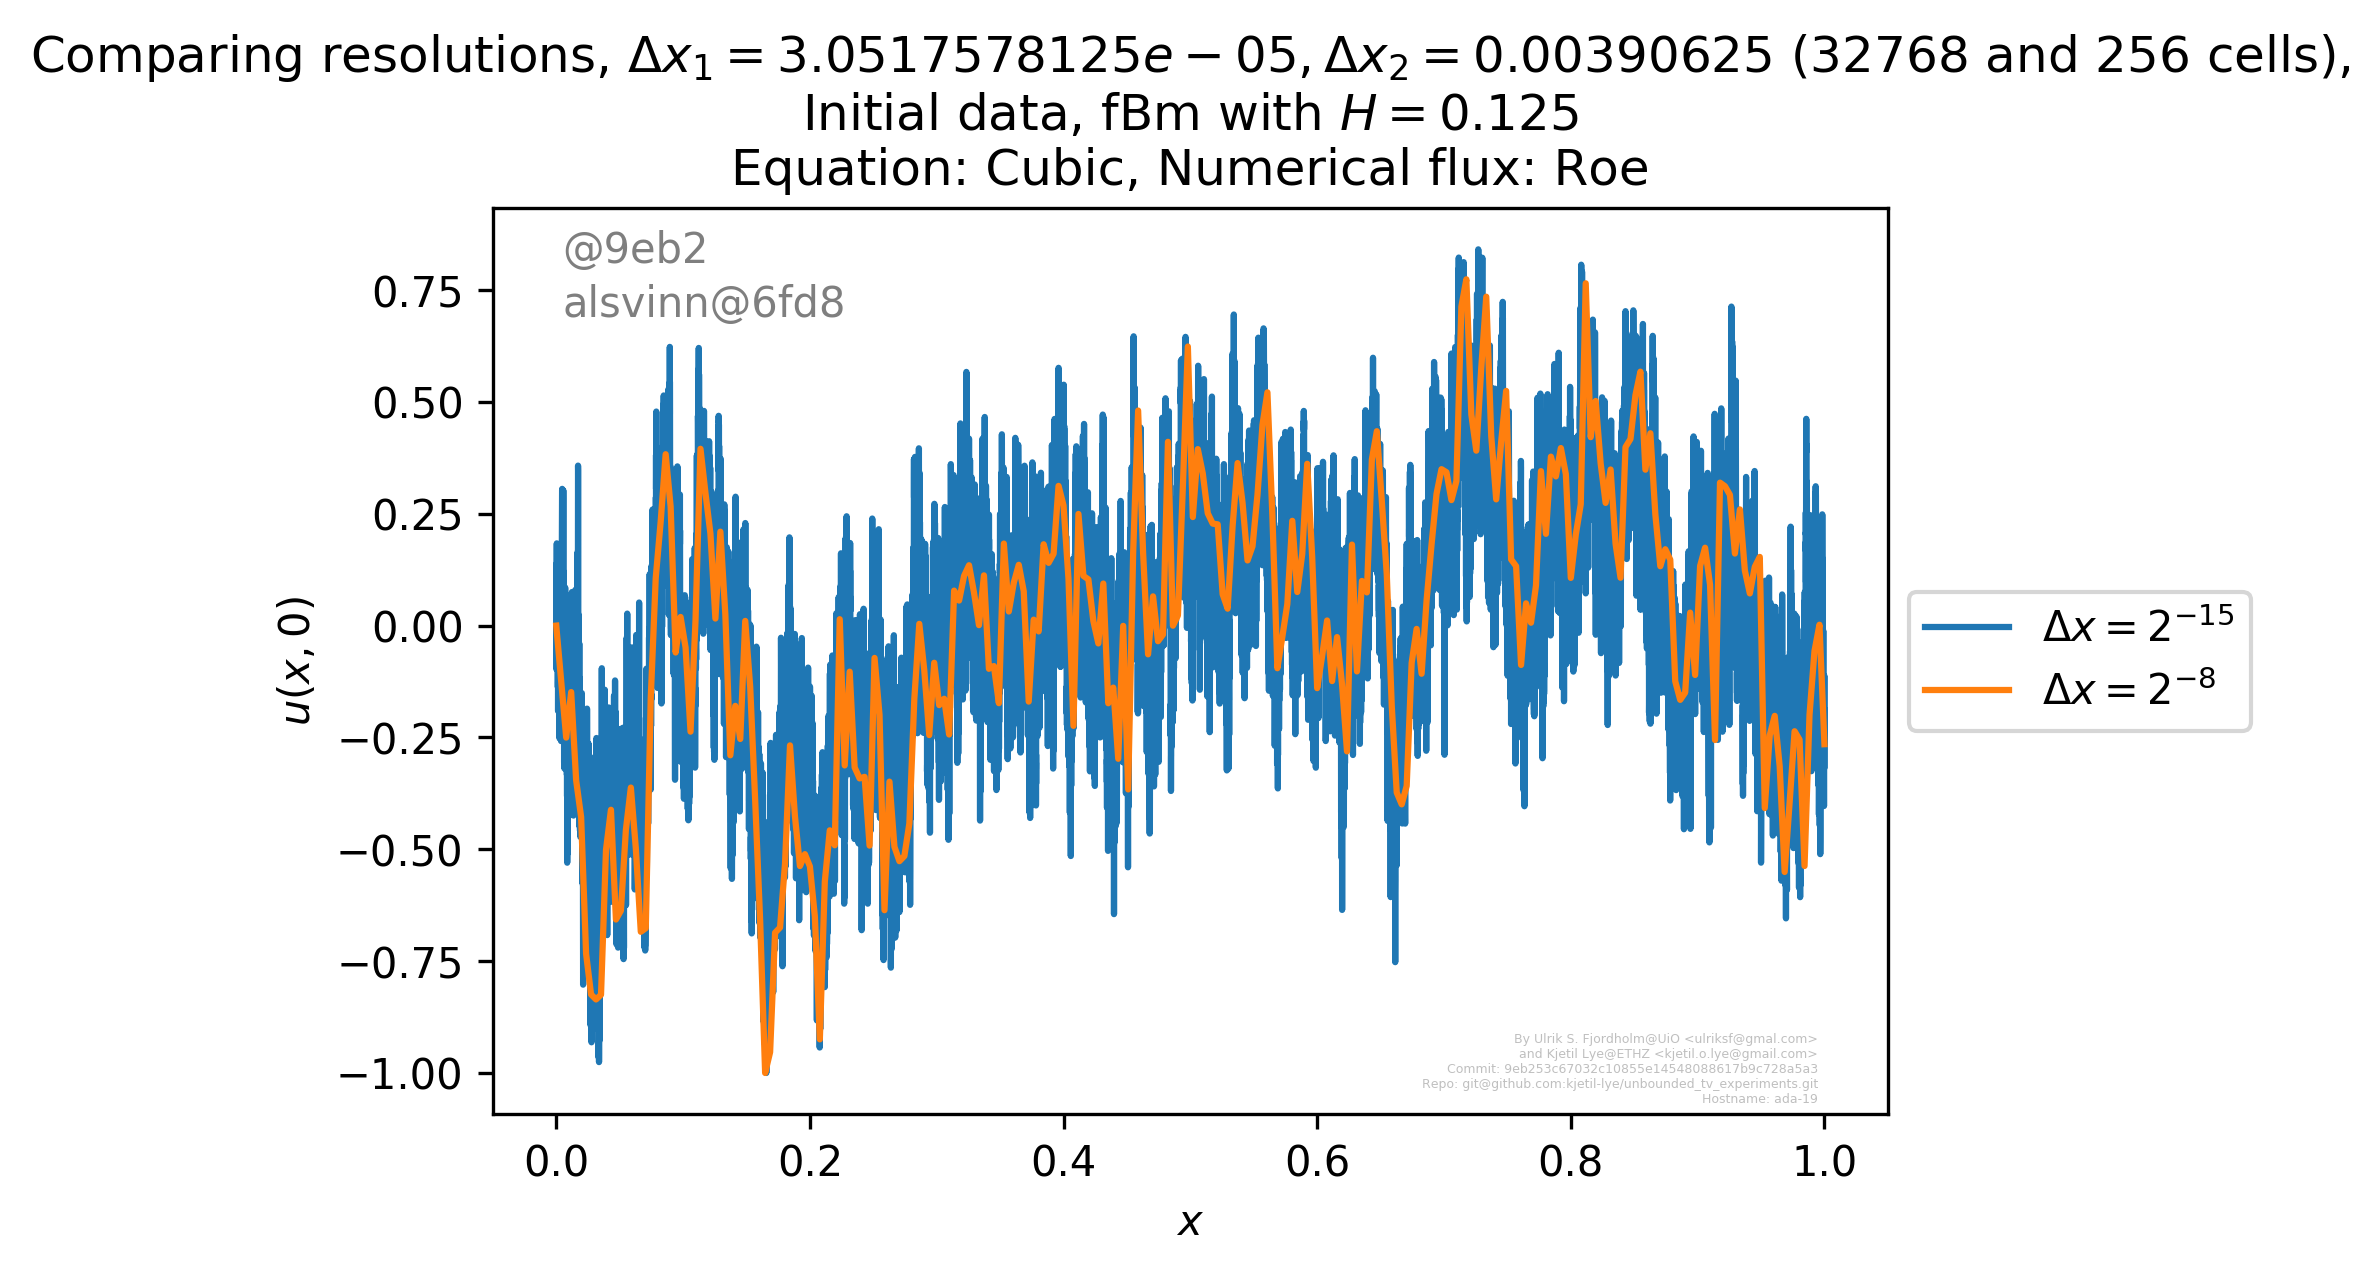 Comparing resolutions, Δx₁ = 3.0517578125e − 05, Δx₂ = 0.00390625 (32768 and 256 cells),
Initial data, fBm with H = 0.125
Equation: Cubic, Numerical flux: Roe
@9eb2
alsvinn@6fd8
0.75
0.50
0.25
0.00
−0.25
−0.50
−0.75
−1.00
u(x, 0)
Δx = 2⁻¹⁵
Δx = 2⁻⁸
By Ulrik S. Fjordholm@UiO <ulriksf@gmal.com>
and Kjetil Lye@ETHZ <kjetil.o.lye@gmail.com>
Commit: 9eb253c67032c10855e14548088617b9c728a5a3
Repo: git@github.com:kjetil-lye/unbounded_tv_experiments.git
Hostname: ada-19
0.0 0.2 0.4 0.6 0.8 1.0
x